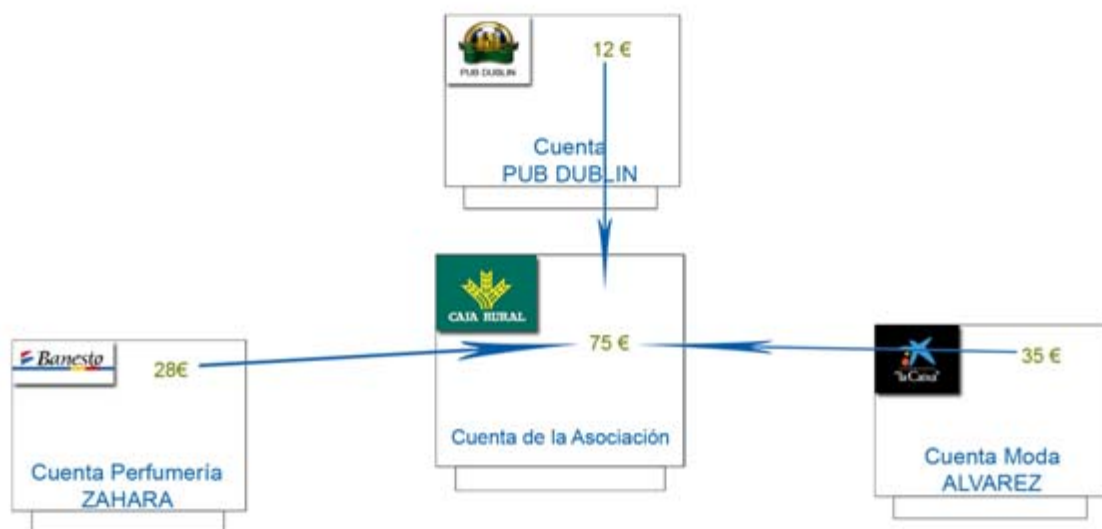 PUB DUBLIN
12 €
Cuenta
PUB DUBLIN
CAJA RURAL
75 €
Cuenta de la Asociación
Banesto
28€
Cuenta Perfumería
ZAHARA
"la Caixa"
35 €
Cuenta Moda
ALVAREZ